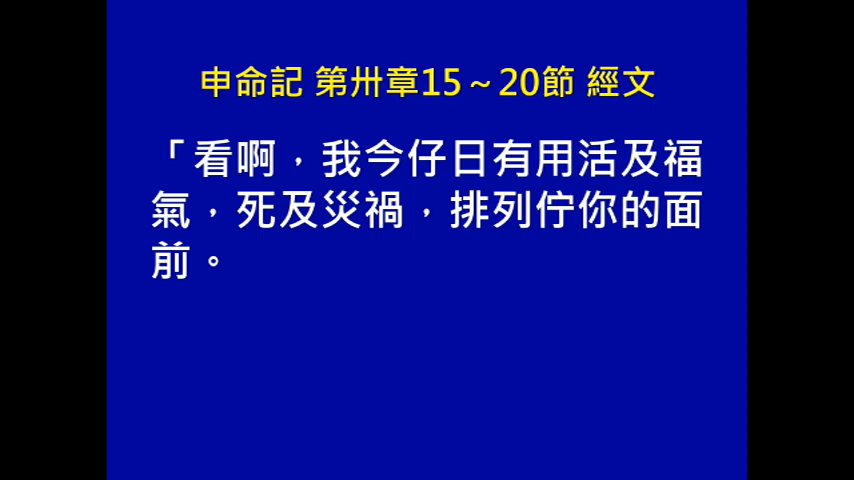 申命記 第卅章15～20節 經文
「看啊，我今仔日有用活及福
氣，死及災禍，排列佇你的面
前。